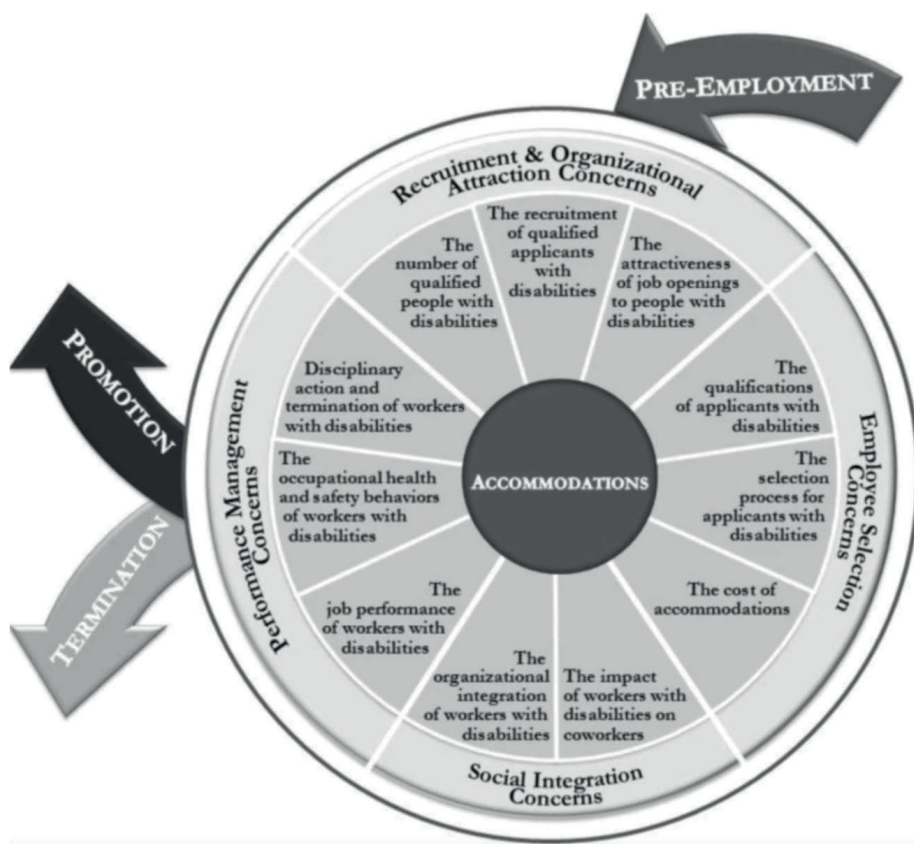 PRE-EMPLOYMENT
Recruitment & Organizational
Attraction Concerns
The
number of
qualified
people with
disabilities
The recruitment
of qualified
applicants
with
disabilities
The
attractiveness
of job openings
to people with
disabilities
The
qualifications
of applicants with
disabilities
The
selection
process for
applicants with
disabilities
The cost of
accommodations
Employee Selection
Concerns
The impact
of workers with
disabilities on
coworkers
The
organizational
integration
of workers with
disabilities
Social Integration
Concerns
The
job performance
of workers with
disabilities
The
occupational health
and safety behaviors
of workers with
disabilities
Disciplinary
action and
termination of workers
with disabilities
Performance Management
Concerns
ACCOMMODATIONS
PROMOTION
TERMINATION